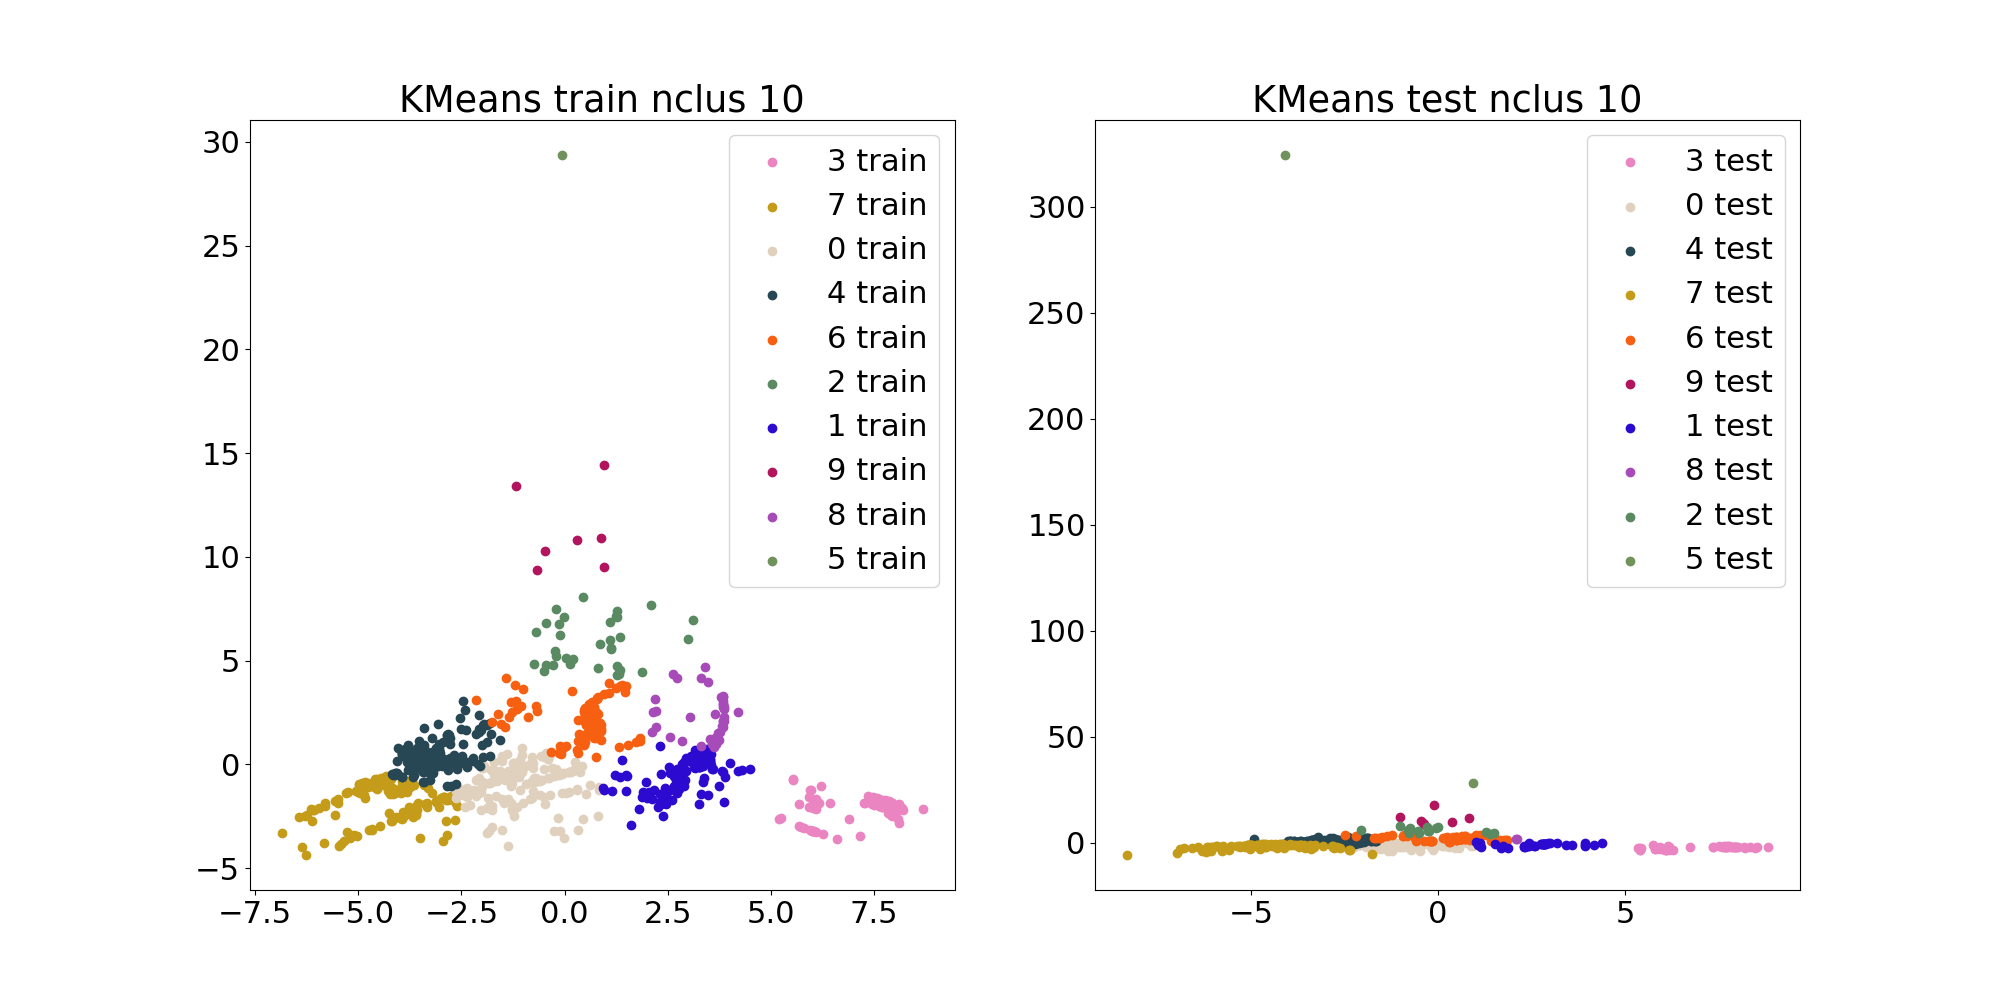 KMeans train nclus 10
30
25
20
15
10
5
0
−5
−7.5 −5.0 −2.5 0.0 2.5 5.0 7.5
3 train
7 train
0 train
4 train
6 train
2 train
1 train
9 train
8 train
5 train
KMeans test nclus 10
300
250
200
150
100
50
0
−5 0 5
3 test
0 test
4 test
7 test
6 test
9 test
1 test
8 test
2 test
5 test